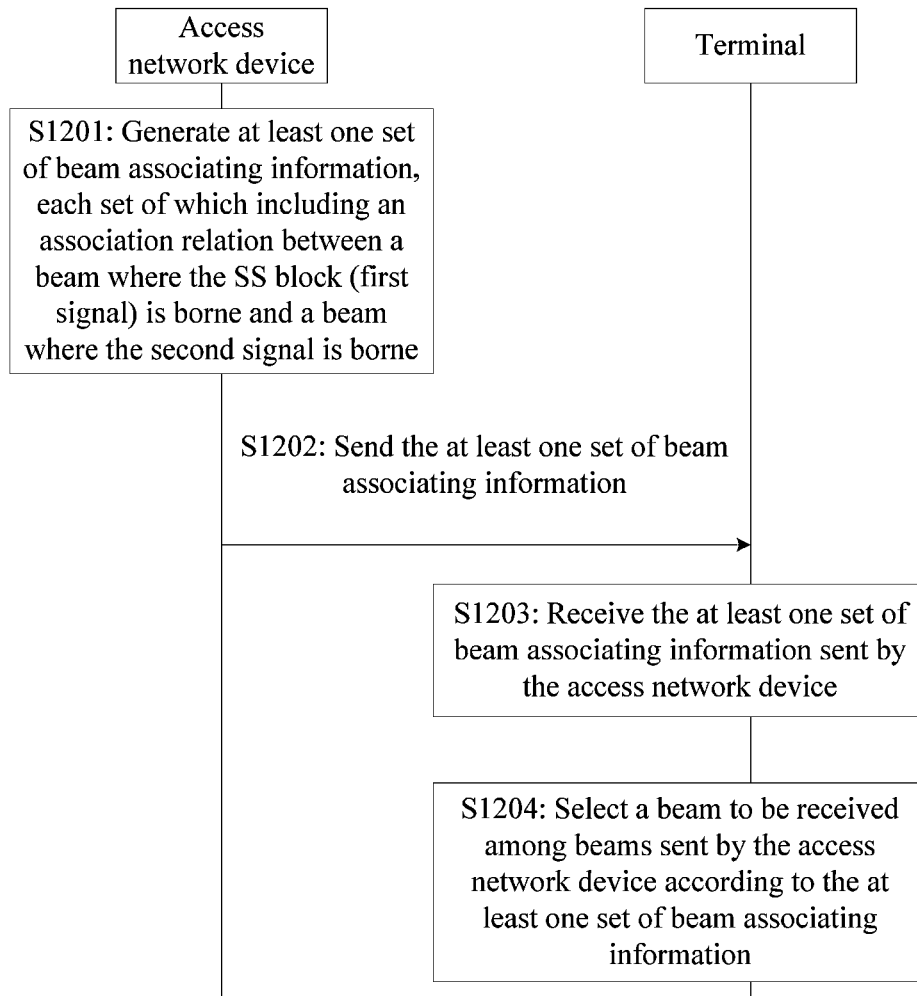 Access
network device
Terminal
S1201: Generate at least one set
of beam associating information,
each set of which including an
association relation between a
beam where the SS block (first
signal) is borne and a beam
where the second signal is borne
S1202: Send the at least one set of beam
associating information
S1203: Receive the at least one set of
beam associating information sent by
the access network device
S1204: Select a beam to be received
among beams sent by the access
network device according to the at
least one set of beam associating
information